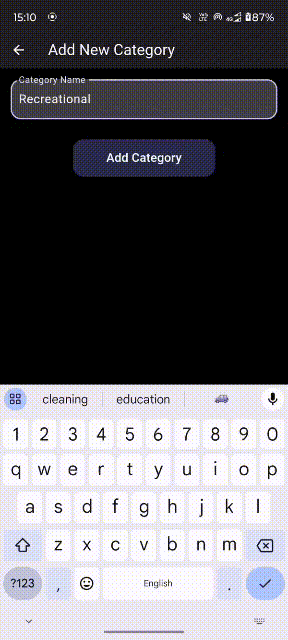 15:10 4G 87%
Add New Category
Category Name
Recreational
Add Category
cleaning education
1 2 3 4 5 6 7 8 9 0
q w e r t y u i o p
a s d f g h j k l
z x c v b n m
?123 , English .